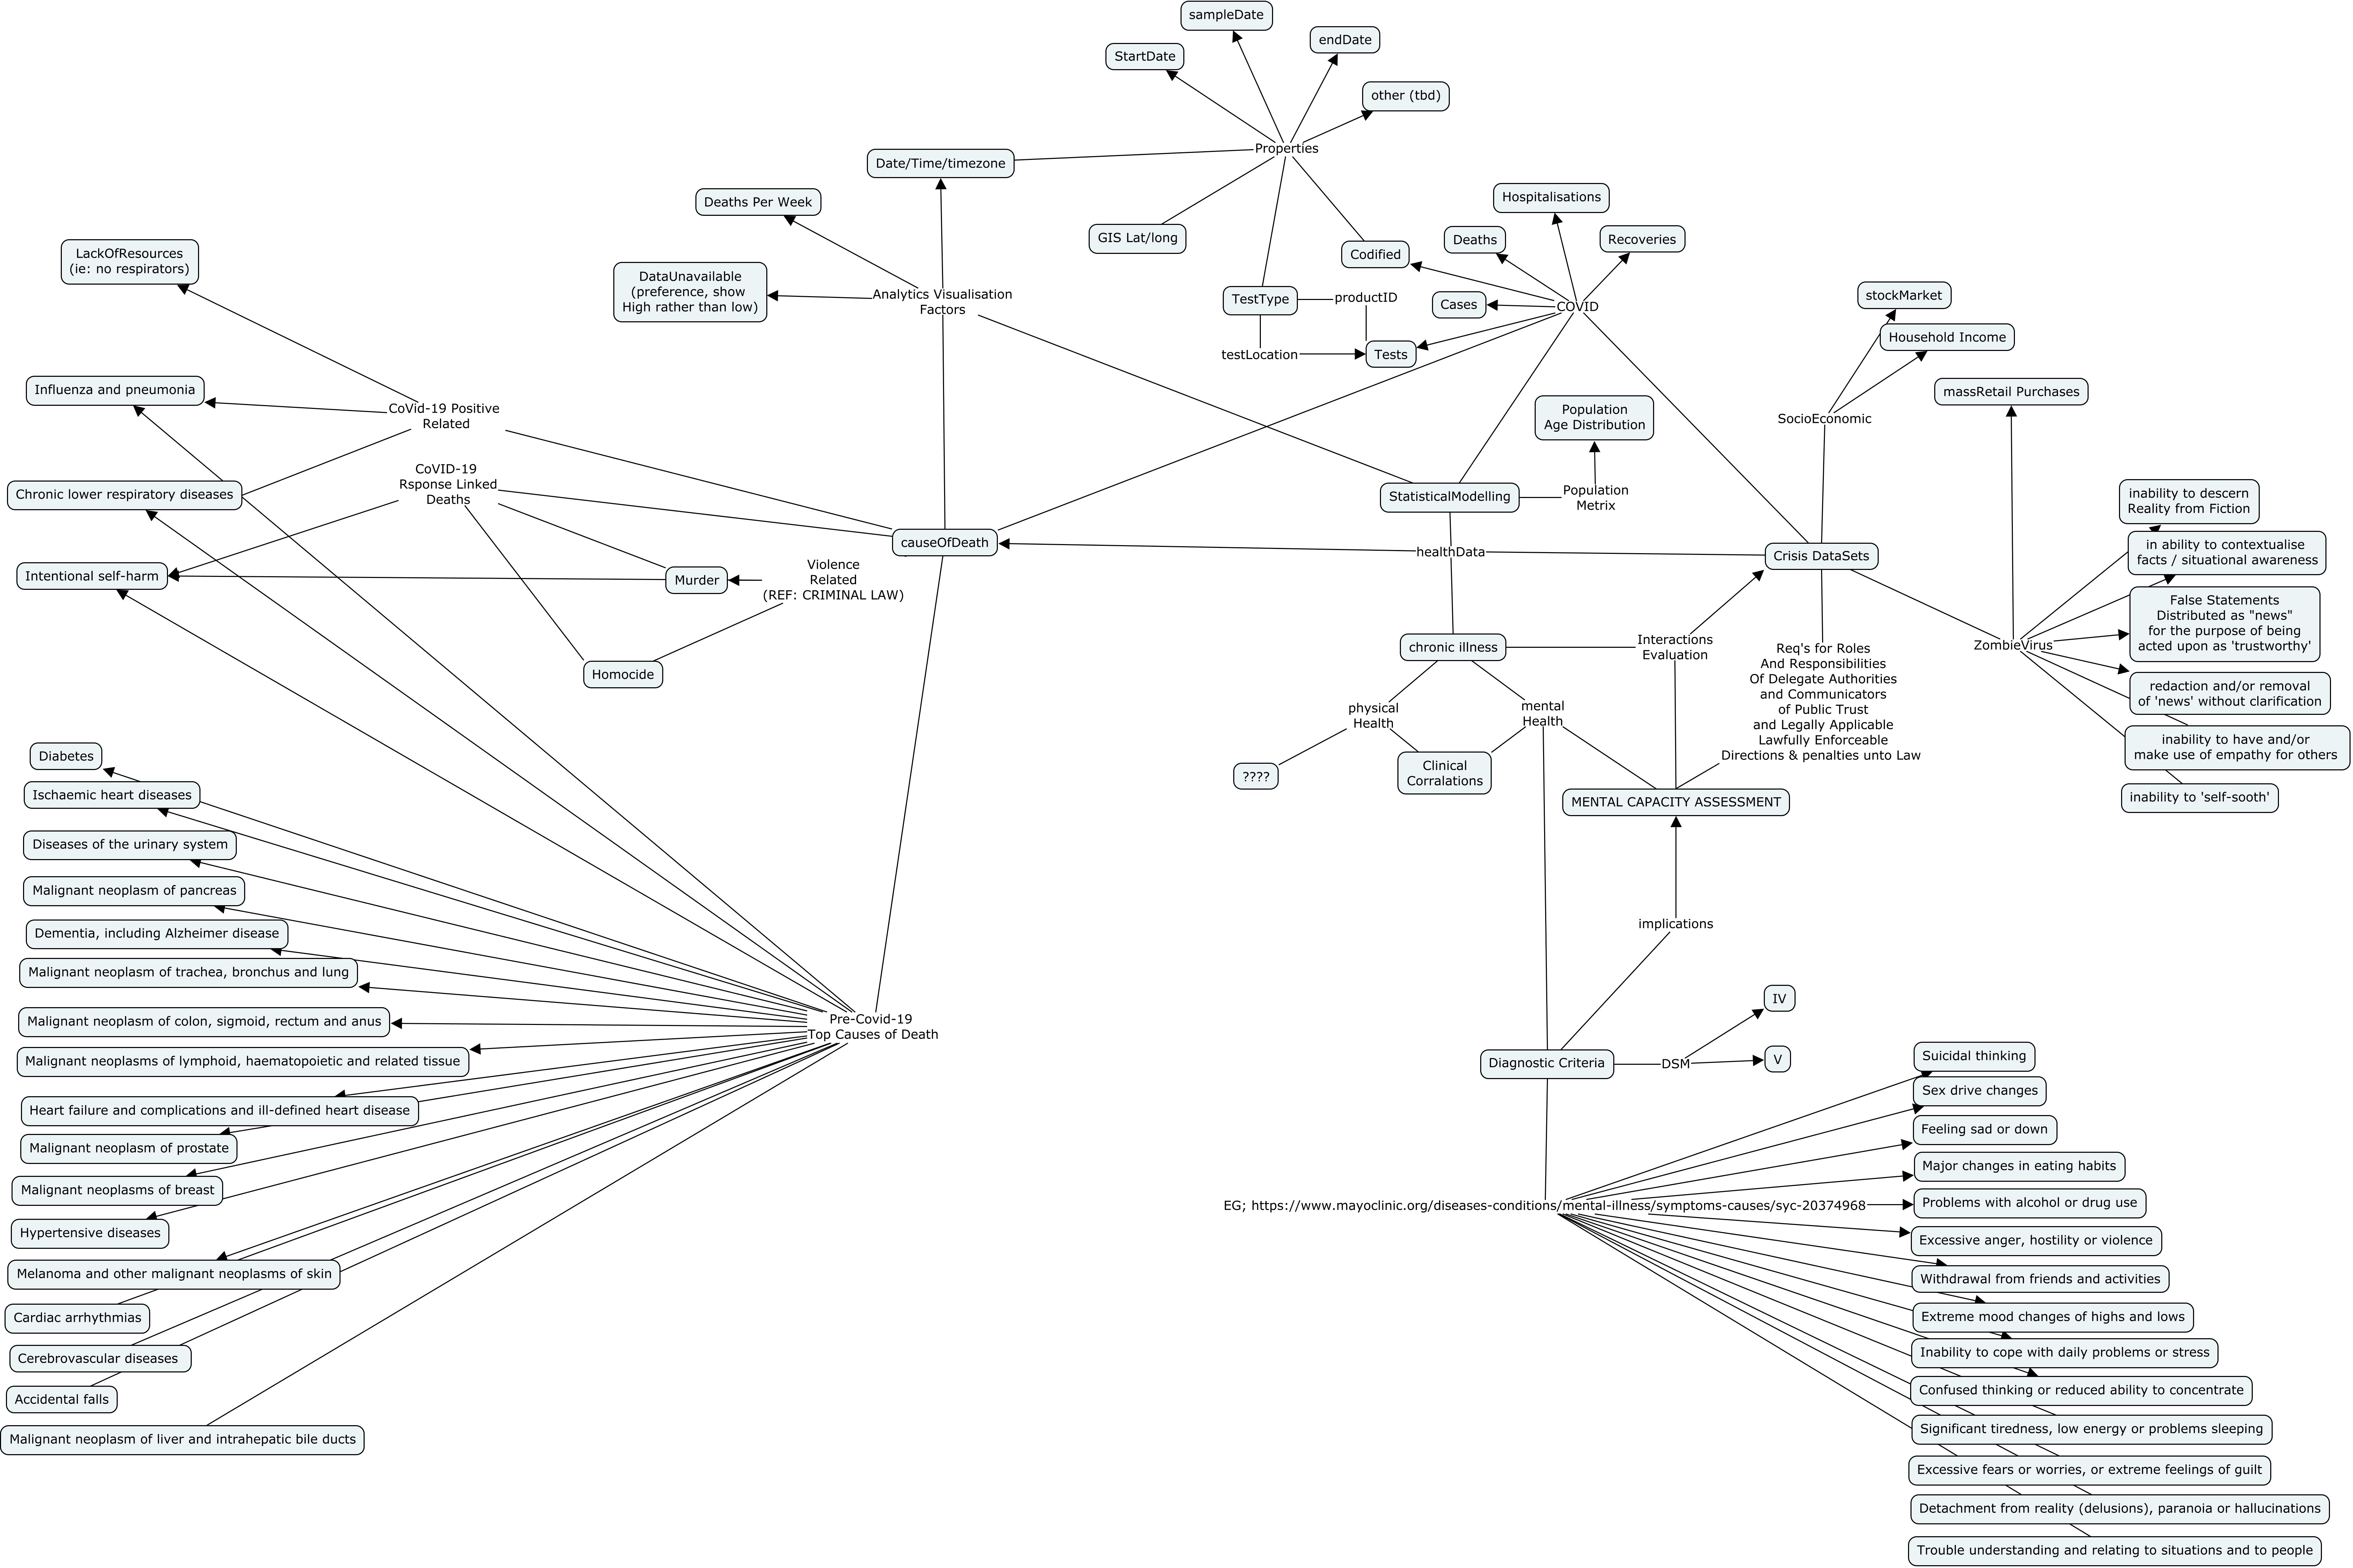 sampleDate
StartDate
endDate
other (tbd)
Properties
Date/Time/timezone
Deaths Per Week
GIS Lat/long
Codified
Hospitalisations
Deaths
Recoveries
LackOfResources
(ie: no respirators)
DataUnavailable
(preference, show
High rather than low)
Analytics Visualisation
Factors
TestType
productID
Cases
COVID
testLocation
Tests
stockMarket
Household Income
massRetail Purchases
SocioEconomic
Influenza and pneumonia
CoVid-19 Positive
Related
Population
Age Distribution
Chronic lower respiratory diseases
CoVID-19
Rsponse Linked
Deaths
StatisticalModelling
Population
Metrix
inability to descern
Reality from Fiction
causeOfDeath
healthData
Crisis DataSets
in ability to contextualise
facts / situational awareness
Intentional self-harm
Murder
Violence
Related
(REF: CRIMINAL LAW)
False Statements
Distributed as "news"
for the purpose of being
acted upon as 'trustworthy'
chronic illness
Interactions
Evaluation
ZombieVirus
Homocide
Req's for Roles
And Responsibilities
Of Delegate Authorities
and Communicators
of Public Trust
and Legally Applicable
Lawfully Enforceable
Directions & penalties unto Law
redaction and/or removal
of 'news' without clarification
physical
Health
mental
Health
inability to have and/or
make use of empathy for others
????
Clinical
Corralations
MENTAL CAPACITY ASSESSMENT
inability to 'self-sooth'
Diabetes
Ischaemic heart diseases
Diseases of the urinary system
Malignant neoplasm of pancreas
Dementia, including Alzheimer disease
Malignant neoplasm of trachea, bronchus and lung
Malignant neoplasm of colon, sigmoid, rectum and anus
Malignant neoplasms of lymphoid, haematopoietic and related tissue
Heart failure and complications and ill-defined heart disease
Malignant neoplasm of prostate
Malignant neoplasms of breast
Hypertensive diseases
Melanoma and other malignant neoplasms of skin
Cardiac arrhythmias
Cerebrovascular diseases
Accidental falls
Malignant neoplasm of liver and intrahepatic bile ducts
Pre-Covid-19
Top Causes of Death
implications
IV
Diagnostic Criteria
DSM
V
EG; https://www.mayoclinic.org/diseases-conditions/mental-illness/symptoms-causes/syc-20374968
Suicidal thinking
Sex drive changes
Feeling sad or down
Major changes in eating habits
Problems with alcohol or drug use
Excessive anger, hostility or violence
Withdrawal from friends and activities
Extreme mood changes of highs and lows
Inability to cope with daily problems or stress
Confused thinking or reduced ability to concentrate
Significant tiredness, low energy or problems sleeping
Excessive fears or worries, or extreme feelings of guilt
Detachment from reality (delusions), paranoia or hallucinations
Trouble understanding and relating to situations and to people